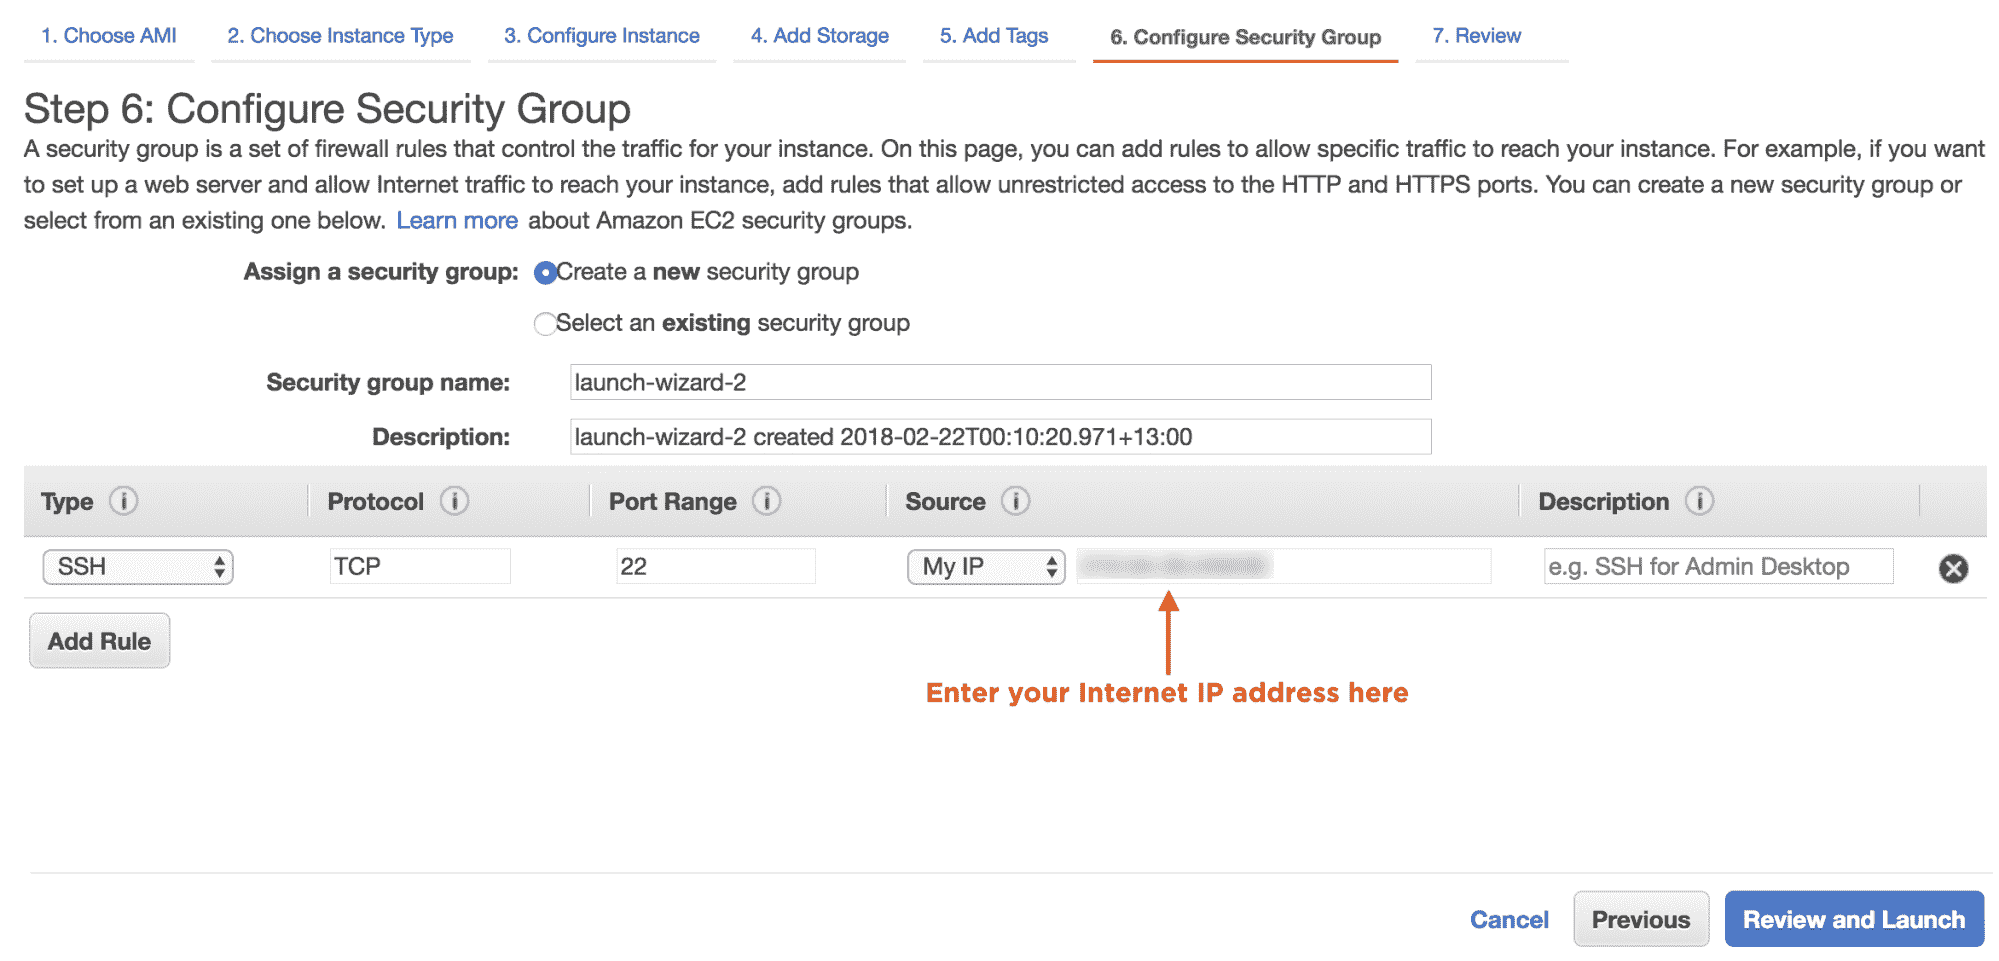 1. Choose AMI 2. Choose Instance Type 3. Configure Instance 4. Add Storage 5. Add Tags 6. Configure Security Group 7. Review
Step 6: Configure Security Group
A security group is a set of firewall rules that control the traffic for your instance. On this page, you can add rules to allow specific traffic to reach your instance. For example, if you want
to set up a web server and allow Internet traffic to reach your instance, add rules that allow unrestricted access to the HTTP and HTTPS ports. You can create a new security group or
select from an existing one below. Learn more about Amazon EC2 security groups.
Assign a security group: Create a new security group
Select an existing security group
Security group name: launch-wizard-2
Description: launch-wizard-2 created 2018-02-22T00:10:20.971+13:00
Type i Protocol i Port Range i Source i Description i
SSH TCP 22 My IP e.g. SSH for Admin Desktop
Add Rule
Enter your Internet IP address here
Cancel Previous Review and Launch